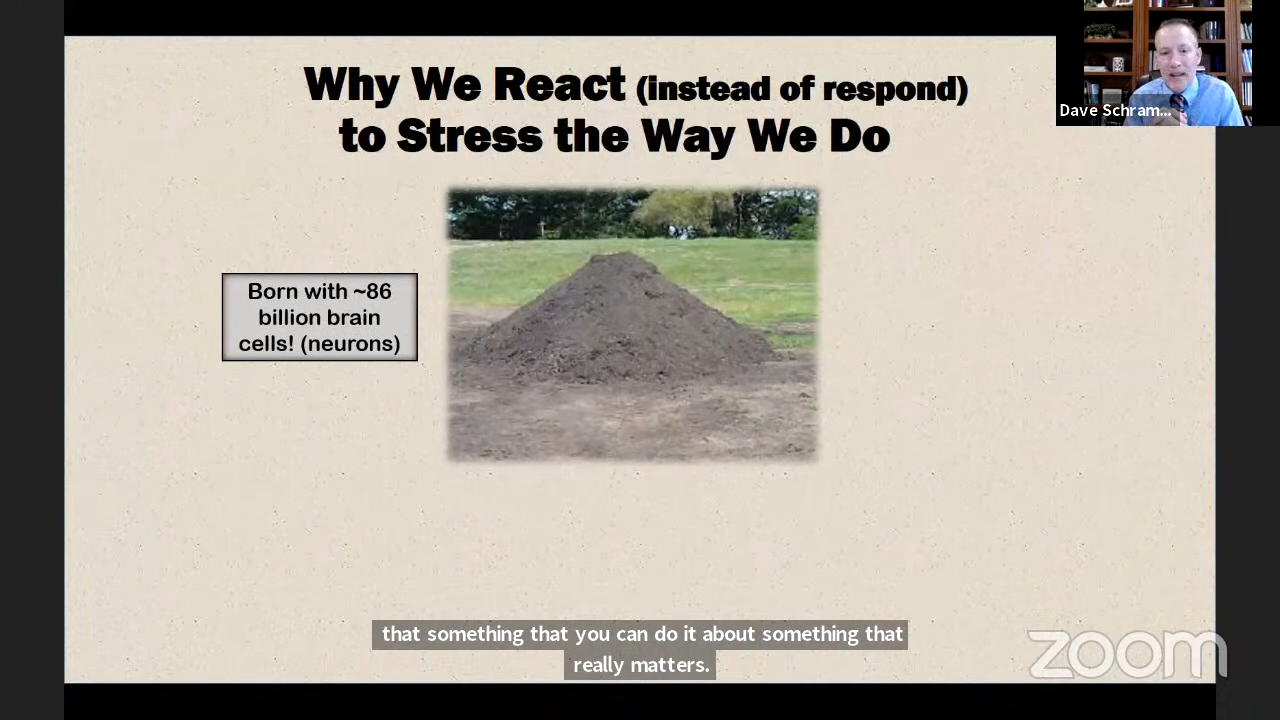 Why We React (instead of respond)
to Stress the Way We Do
Dave Schram...
Born with ~86
billion brain
cells! (neurons)
that something that you can do it about something that
really matters.
zoom